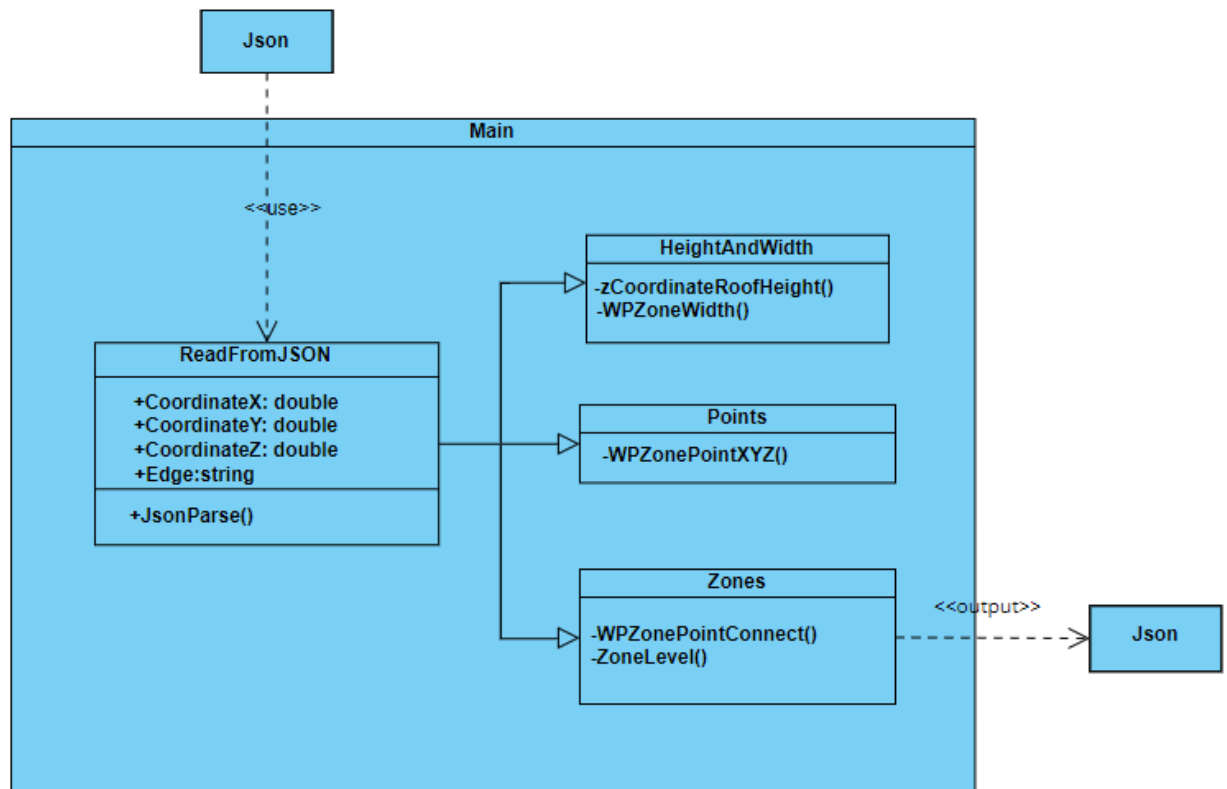 Json
Main
<<use>>
HeightAndWidth
-zCoordinateRoofHeight()
-WPZoneWidth()
ReadFromJSON
+CoordinateX: double
+CoordinateY: double
+CoordinateZ: double
+Edge:string
+JsonParse()
Points
-WPZonePointXYZ()
Zones
-WPZonePointConnect()
-ZoneLevel()
<<output>>
Json